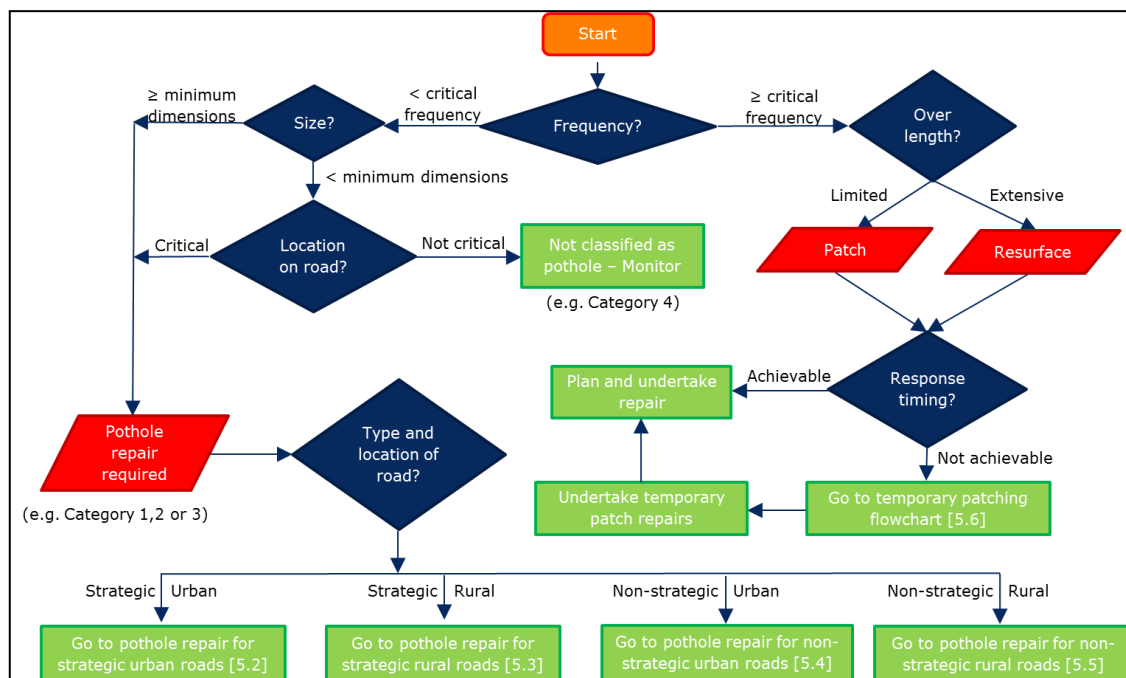 Start
≥ minimum
dimensions
Size?
< critical
frequency
Frequency?
≥ critical
frequency
Over
length?
< minimum dimensions
Limited
Extensive
Critical
Location
on road?
Not critical
Not classified as
pothole – Monitor
(e.g. Category 4)
Patch
Resurface
Plan and undertake
repair
Achievable
Response
timing?
Not achievable
Pothole
repair
required
(e.g. Category 1,2 or 3)
Type and
location of
road?
Undertake temporary
patch repairs
Go to temporary patching
flowchart [5.6]
Strategic Urban
Strategic Rural
Non-strategic Urban
Non-strategic Rural
Go to pothole repair for
strategic urban roads [5.2]
Go to pothole repair for
strategic rural roads [5.3]
Go to pothole repair for non-
strategic urban roads [5.4]
Go to pothole repair for non-
strategic rural roads [5.5]